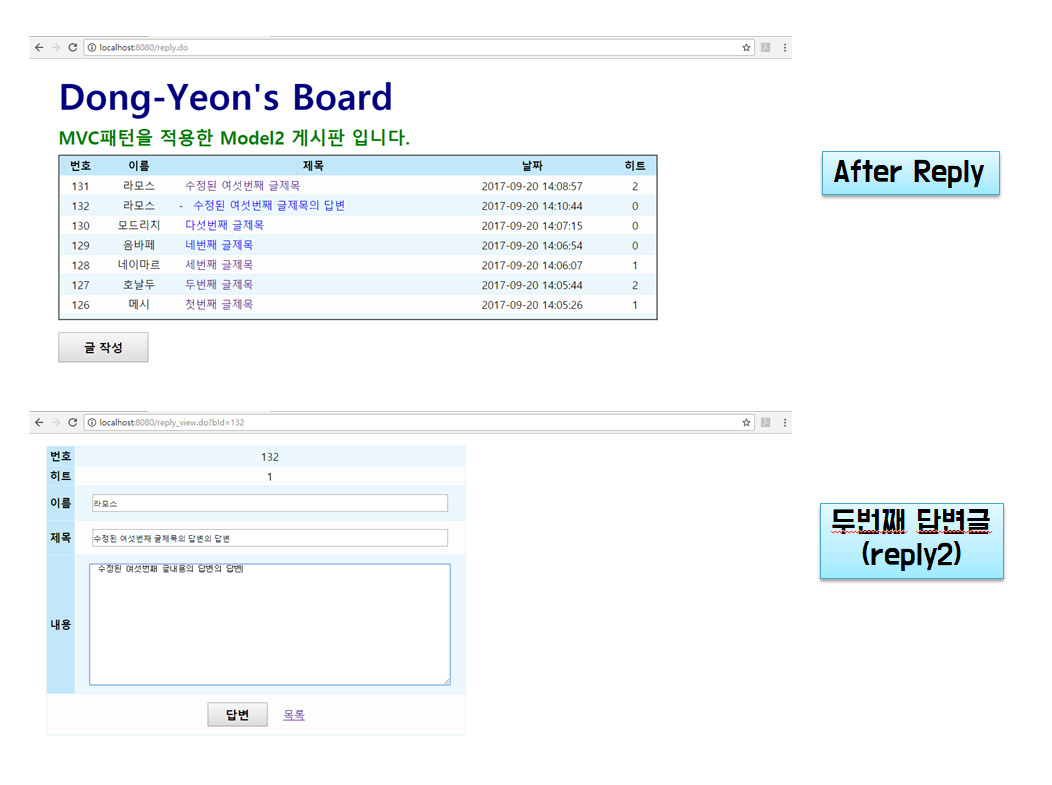 localhost:8080/reply.do
Dong-Yeon's Board
MVC패턴을 적용한 Model2 게시판 입니다.
번호 이름 제목 날짜 히트
131 라모스 수정된 여섯번째 글제목 2017-09-20 14:08:57 2
132 라모스 - 수정된 여섯번째 글제목의 답변 2017-09-20 14:10:44 0
130 모드리치 다섯번째 글제목 2017-09-20 14:07:15 0
129 음바페 네번째 글제목 2017-09-20 14:06:54 0
128 네이마르 세번째 글제목 2017-09-20 14:06:07 1
127 호날두 두번째 글제목 2017-09-20 14:05:44 2
126 메시 첫번째 글제목 2017-09-20 14:05:26 1
글 작성
After Reply
localhost:8080/reply_view.do?bId=132
번호 132
히트 1
이름 라모스
제목 수정된 여섯번째 글제목의 답변의 답변
내용 수정된 여섯번째 글내용의 답변의 답변
답변 목록
두번째 답변글
(reply2)